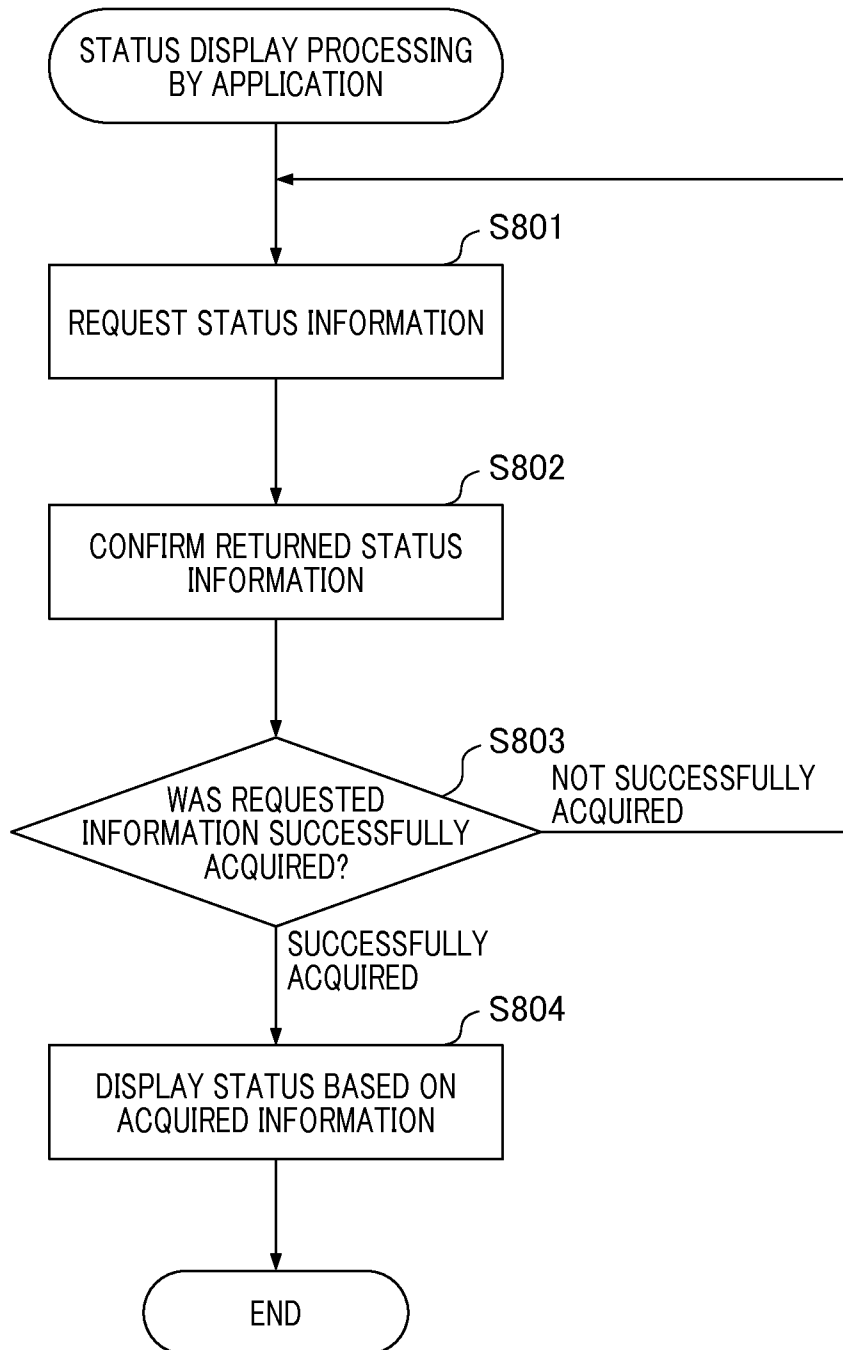 STATUS DISPLAY PROCESSING
BY APPLICATION
S801
REQUEST STATUS INFORMATION
S802
CONFIRM RETURNED STATUS
INFORMATION
S803
WAS REQUESTED
INFORMATION SUCCESSFULLY
ACQUIRED?
NOT SUCCESSFULLY
ACQUIRED
SUCCESSFULLY
ACQUIRED
S804
DISPLAY STATUS BASED ON
ACQUIRED INFORMATION
END